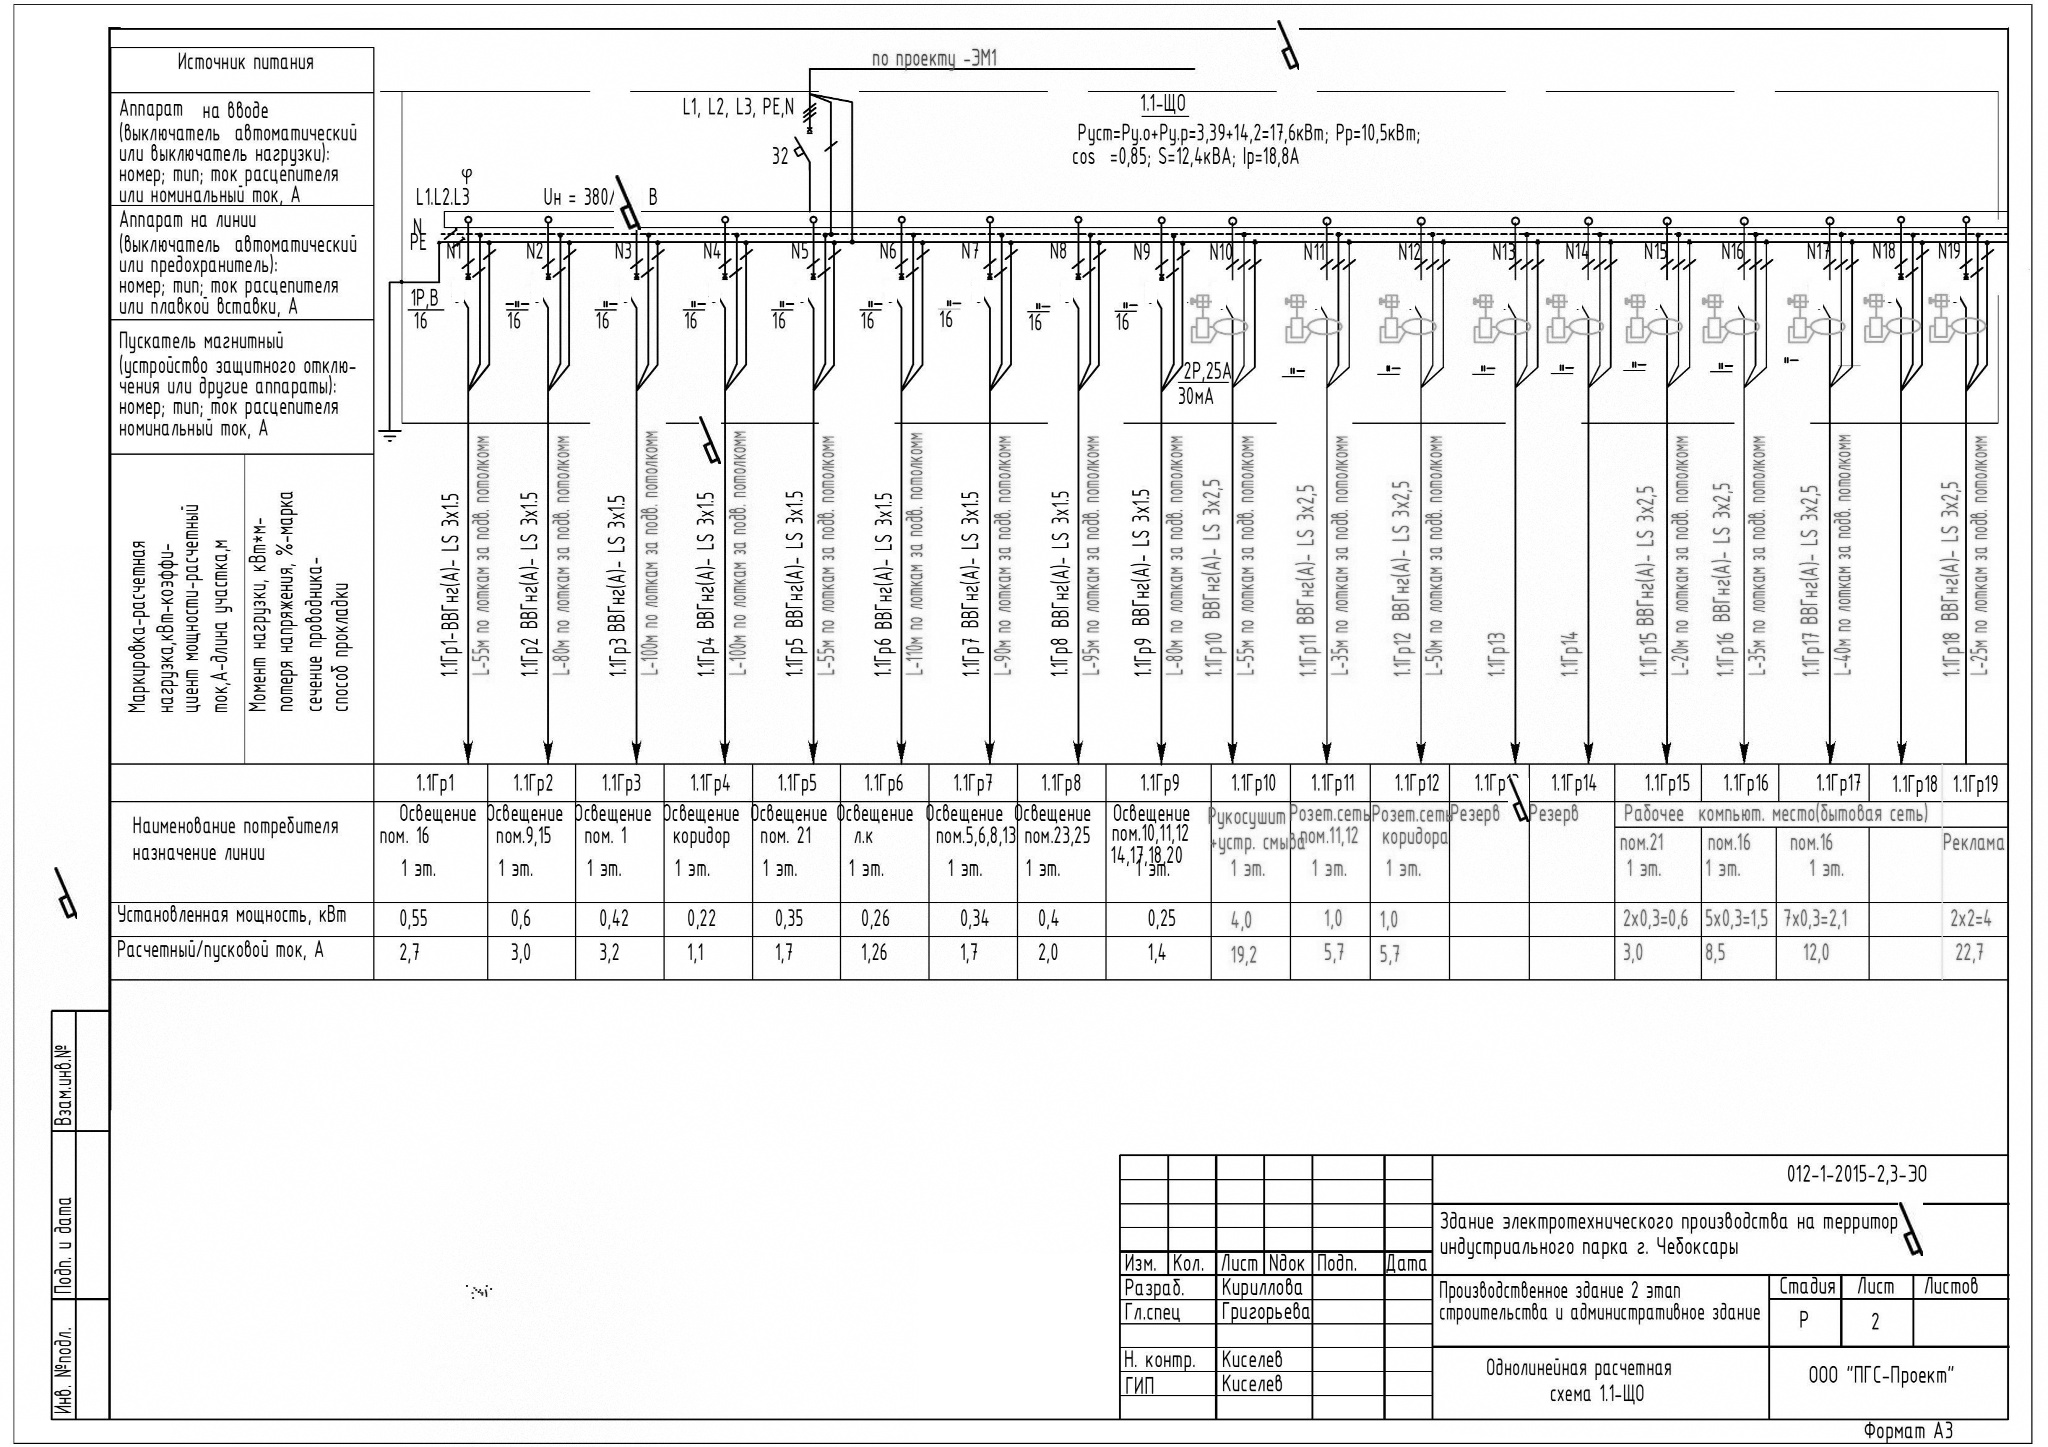 Источник питания
Аппарат на вводе
(выключатель автоматический
или выключатель нагрузки):
номер; тип; ток расцепителя
или номинальный ток, А
Аппарат на линии
(выключатель автоматический
или предохранитель):
номер; тип; ток расцепителя
или плавкой вставки, А
Пускатель магнитный
(устройство защитного отклю-
чения или другие аппараты):
номер; тип; ток расцепителя
номинальный ток, А
Маркировка-расчетная
нагрузка,кВт-коэффи-
циент мощности-расчетный
ток,А-длина участка,м
Момент нагрузки, кВт*м-
потеря напряжения, %-марка
сечение проводника-
способ прокладки
по проекту -ЭМ1
L1, L2, L3, PE,N
32
1.1-ЩО
Руст=Ру.о+Ру.р=3,39+14,2=17,6кВт; Рр=10,5кВт;
cos =0,85; S=12,4кВА; Iр=18,8А
φ
L1.L2.L3
Uн = 380/ В
N
PE
N1 N2 N3 N4 N5 N6 N7 N8 N9 N10 N11 N12 N13 N14 N15 N16 N17 N18 N19
1Р,В
16
-"- 16
-"- 16
-"- 16
-"- 16
-"- 16
-"- 16
-"- 16
-"- 16
2Р,25А
30мА
"- "- "- "- "- "- "-
1.1Гр1-ВВГнг(А)- LS 3х1.5
L-55м по лоткам за подв. потолкомм
1.1Гр2 ВВГнг(А)- LS 3х1.5
L-80м по лоткам за подв. потолкомм
1.1Гр3 ВВГнг(А)- LS 3х1.5
L-100м по лоткам за подв. потолкомм
1.1Гр4 ВВГнг(А)- LS 3х1.5
L-100м по лоткам за подв. потолкомм
1.1Гр5 ВВГнг(А)- LS 3х1.5
L-55м по лоткам за подв. потолкомм
1.1Гр6 ВВГнг(А)- LS 3х1.5
L-110м по лоткам за подв. потолкомм
1.1Гр7 ВВГнг(А)- LS 3х1.5
L-90м по лоткам за подв. потолкомм
1.1Гр8 ВВГнг(А)- LS 3х1.5
L-95м по лоткам за подв. потолкомм
1.1Гр9 ВВГнг(А)- LS 3х1.5
L-80м по лоткам за подв. потолкомм
1.1Гр10 ВВГнг(А)- LS 3х2,5
L-55м по лоткам за подв. потолкомм
1.1Гр11 ВВГнг(А)- LS 3х2,5
L-35м по лоткам за подв. потолкомм
1.1Гр12 ВВГнг(А)- LS 3х2,5
L-50м по лоткам за подв. потолкомм
1.1Гр13
1.1Гр14
1.1Гр15 ВВГнг(А)- LS 3х2,5
L-20м по лоткам за подв. потолкомм
1.1Гр16 ВВГнг(А)- LS 3х2,5
L-35м по лоткам за подв. потолкомм
1.1Гр17 ВВГнг(А)- LS 3х2,5
L-40м по лоткам за подв. потолкомм
1.1Гр18 ВВГнг(А)- LS 3х2,5
L-25м по лоткам за подв. потолкомм
1.1Гр1 1.1Гр2 1.1Гр3 1.1Гр4 1.1Гр5 1.1Гр6 1.1Гр7 1.1Гр8 1.1Гр9 1.1Гр10 1.1Гр11 1.1Гр12 1.1Гр 1.1Гр14 1.1Гр15 1.1Гр16 1.1Гр17 1.1Гр18 1.1Гр19
Наименование потребителя
назначение линии
Освещение
пом. 16
1 эт.
Освещение
пом.9,15
1 эт.
Освещение
пом. 1
1 эт.
Освещение
коридор
1 эт.
Освещение
пом. 21
1 эт.
Освещение
л.к
1 эт.
Освещение
пом.5,6,8,13
1 эт.
Освещение
пом.23,25
1 эт.
Освещение
пом.10,11,12
14,17,18,20
1 эт.
Рукосушит
+устр. смыва
1 эт.
Розет.сеть
пом.11,12
1 эт.
Розет.сеть
коридора
1 эт.
Резерв
Резерв
Рабочее компьют. место(бытовая сеть)
пом.21
1 эт.
пом.16
1 эт.
пом.16
1 эт.
Реклама
Установленная мощность, кВт
0,55 0,6 0,42 0,22 0,35 0,26 0,34 0,4 0,25 4,0 1,0 1,0 2х0,3=0,6 5х0,3=1,5 7х0,3=2,1 2х2=4
Расчетный/пусковой ток, А
2,7 3,0 3,2 1,1 1,7 1,26 1,7 2,0 1,4 19,2 5,7 5,7 3,0 8,5 12,0 22,7
Взам.инв.№
Подп. и дата
Инв. №подл.
012-1-2015-2,3-ЭО
Здание электротехнического производства на территор
индустриального парка г. Чебоксары
Изм. Кол. Лист Nдок Подп. Дата
Разраб. Кириллова
Гл.спец Григорьева
Н. контр. Киселев
ГИП Киселев
Производственное здание 2 этап
строительства и административное здание
Стадия Лист Листов
Р 2
Однолинейная расчетная
схема 1.1-ЩО
ООО "ПГС-Проект"
Формат А3